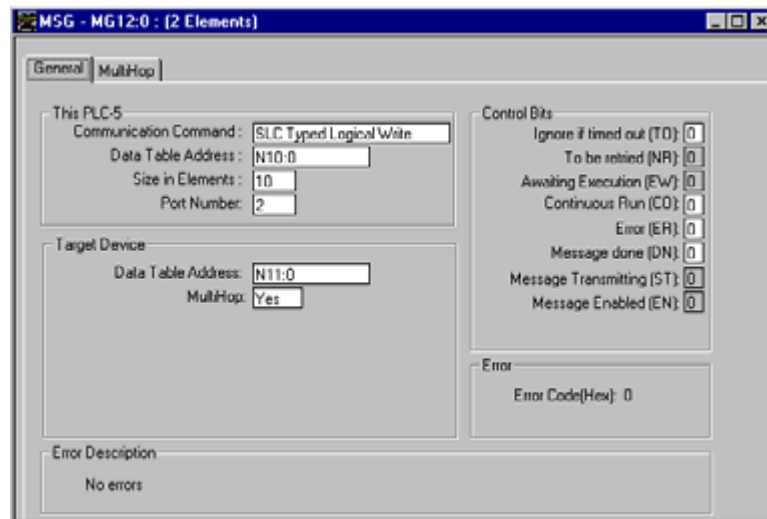 MSG - MG12:0 : (2 Elements)
General MultiHop
This PLC-5
Communication Command : SLC Typed Logical Write
Data Table Address : N10:0
Size in Elements : 10
Port Number: 2
Target Device
Data Table Address: N11:0
MultiHop: Yes
Control Bits
Ignore if timed out (TO): 0
To be retried (NR): 0
Awaiting Execution (EW): 0
Continuous Run (CO): 0
Error (ER): 0
Message done (DN): 0
Message Transmitting (ST): 0
Message Enabled (EN): 0
Error
Error Code(Hex): 0
Error Description
No errors